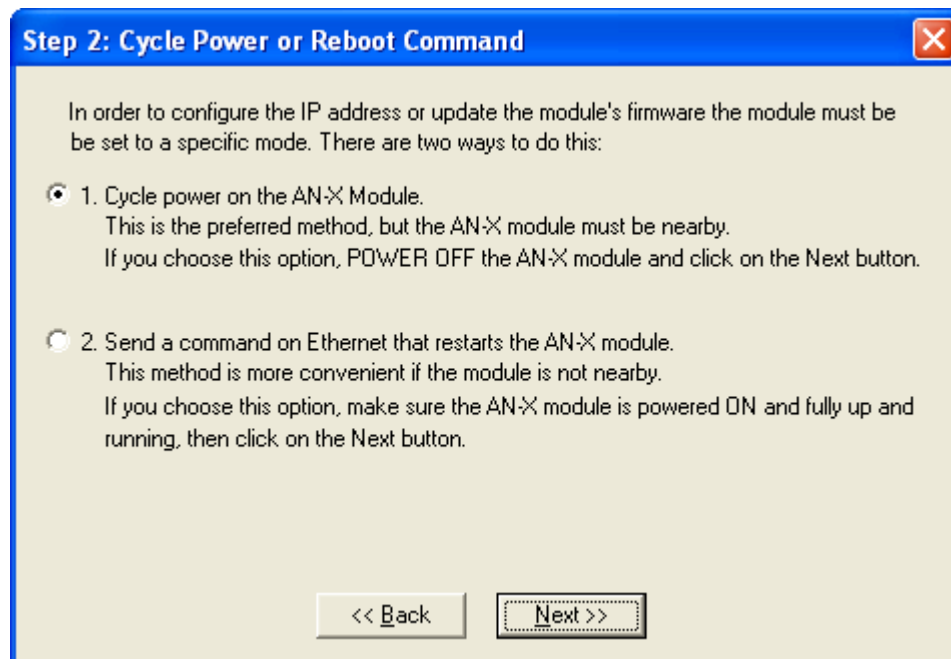 Step 2: Cycle Power or Reboot Command
In order to configure the IP address or update the module's firmware the module must be
be set to a specific mode. There are two ways to do this:
1. Cycle power on the AN-X Module.
This is the preferred method, but the AN-X module must be nearby.
If you choose this option, POWER OFF the AN-X module and click on the Next button.
2. Send a command on Ethernet that restarts the AN-X module.
This method is more convenient if the module is not nearby.
If you choose this option, make sure the AN-X module is powered ON and fully up and
running, then click on the Next button.
<< Back
Next >>